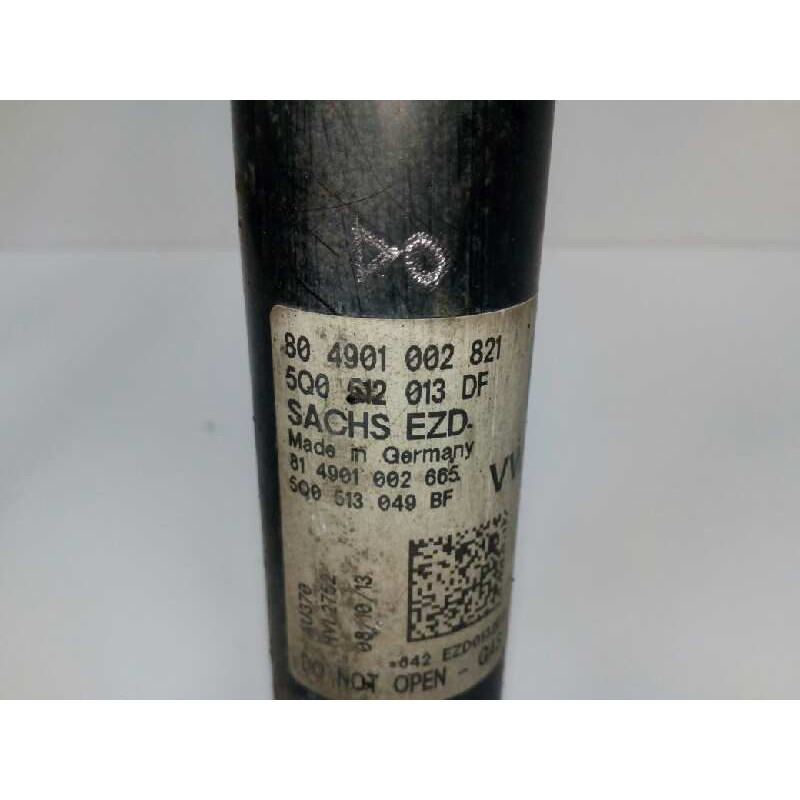 80 4901 002 821
5Q0 512 013 DF
SACHS EZD.
Made in Germany
81 4901 002 665
5Q0 513 049 BF
08/10/13
DO NOT OPEN -